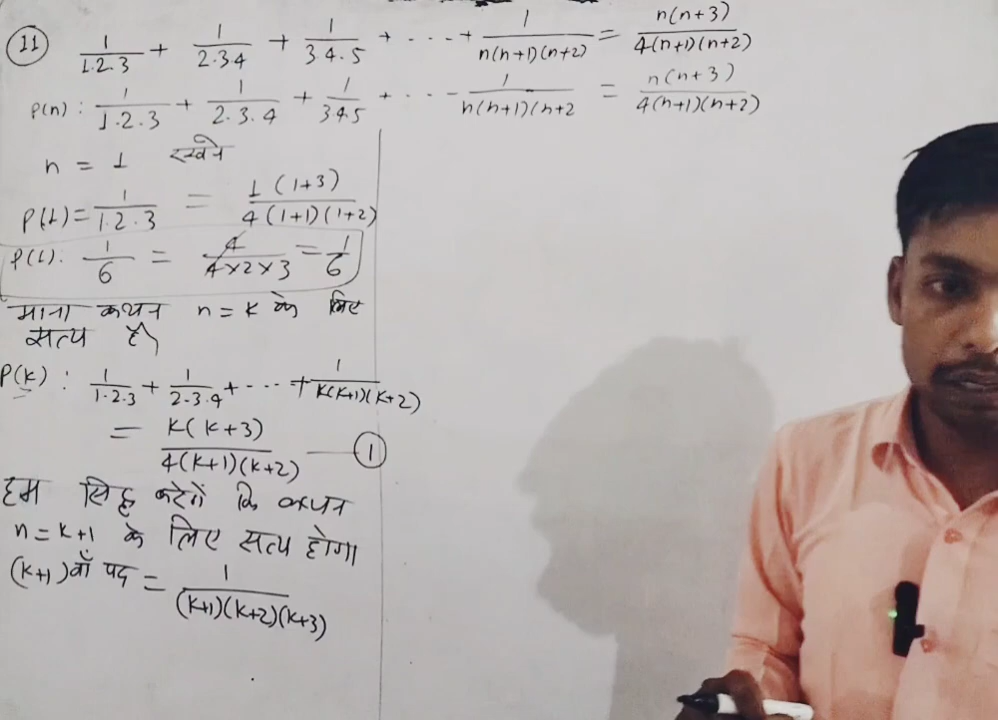 (11) 1/1.2.3 + 1/2.3.4 + 1/3.4.5 + ... + 1/n(n+1)(n+2) = n(n+3)/4(n+1)(n+2)
P(n) : 1/1.2.3 + 1/2.3.4 + 1/3.4.5 + ... 1/n(n+1)(n+2 = n(n+3)/4(n+1)(n+2)
n = 1 रखने
P(1) = 1/1.2.3 = 1(1+3)/4(1+1)(1+2)
P(1). 1/6 = 4/4×2×3 = 1/6
माना कथन n = K के लिए
सत्य है
P(k) : 1/1.2.3 + 1/2.3.4 + ... + 1/K(K+1)(K+2)
= K(K+3)/4(K+1)(K+2) — (1)
हम सिद्ध करेगें कि कथन
n = K+1 के लिए सत्य होगा
(K+1)वाँ पद = 1/(K+1)(K+2)(K+3)